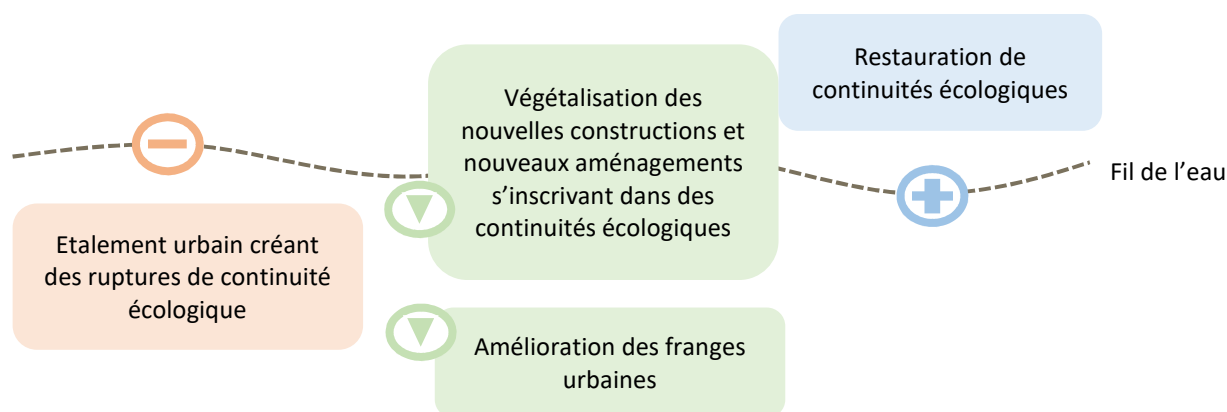 Etalement urbain créant
des ruptures de continuité
écologique
Végétalisation des
nouvelles constructions et
nouveaux aménagements
s’inscrivant dans des
continuités écologiques
Amélioration des franges
urbaines
Restauration de
continuités écologiques
Fil de l’eau